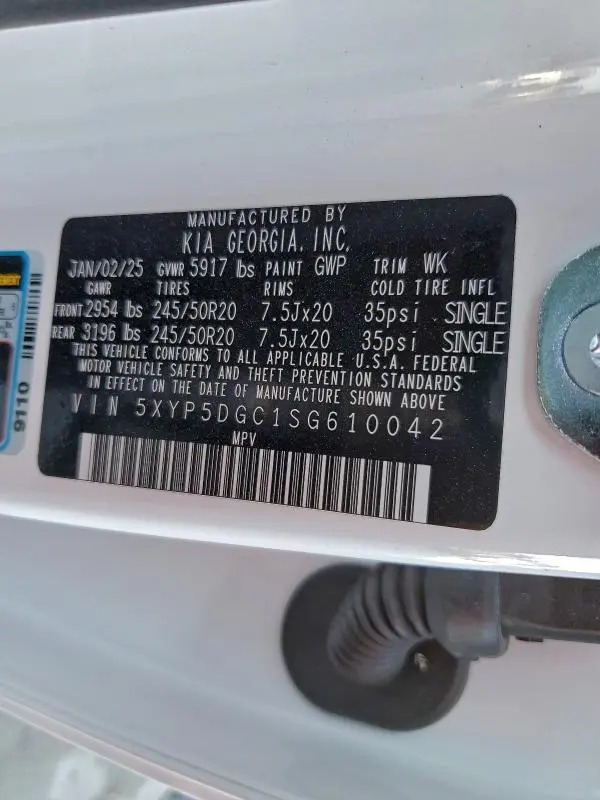 MANUFACTURED BY
KIA GEORGIA, INC.
JAN/02/25 GVWR 5917 lbs PAINT GWP TRIM WK
GAWR TIRES RIMS COLD TIRE INFL
FRONT 2954 lbs 245/50R20 7.5Jx20 35psi SINGLE
REAR 3196 lbs 245/50R20 7.5Jx20 35psi SINGLE
THIS VEHICLE CONFORMS TO ALL APPLICABLE U.S.A. FEDERAL
MOTOR VEHICLE SAFETY AND THEFT PREVENTION STANDARDS
IN EFFECT ON THE DATE OF MANUFACTURE SHOWN ABOVE
VIN 5XYP5DGC1SG610042
MPV
9110